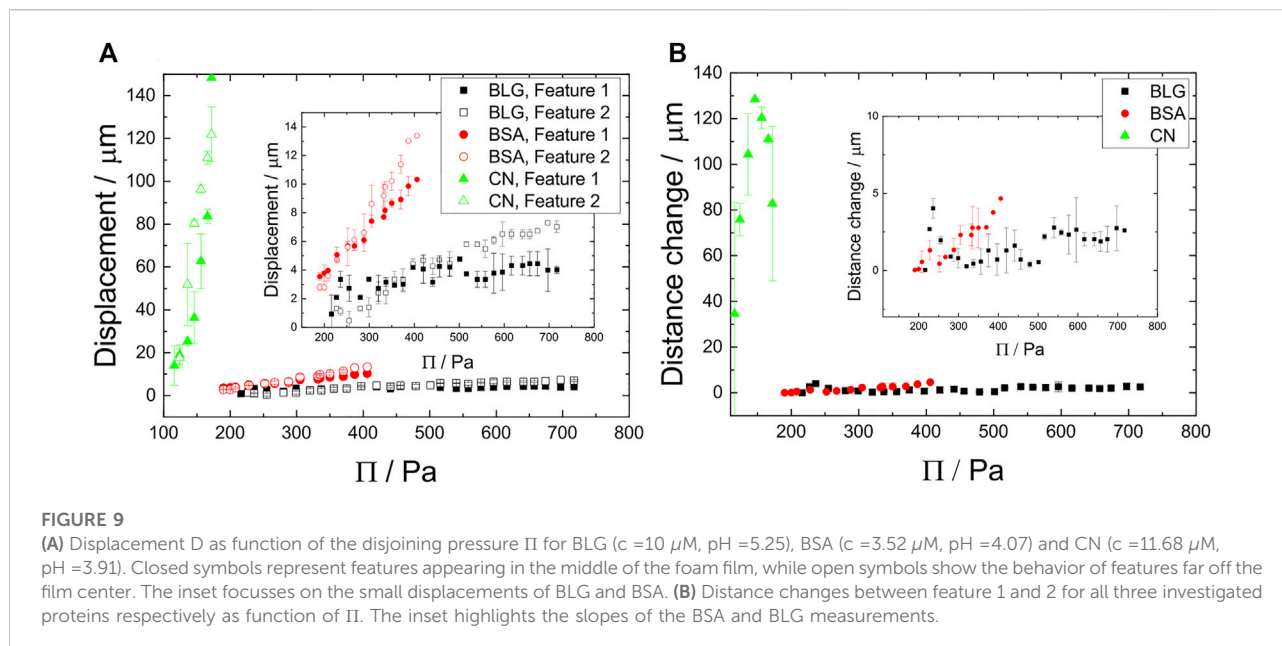 A
B
140
120
100
80
60
40
20
0
Displacement / μm
100 200 300 400 500 600 700 800
Π / Pa
BLG, Feature 1
BLG, Feature 2
BSA, Feature 1
BSA, Feature 2
CN, Feature 1
CN, Feature 2
14
12
10
8
6
4
2
0
Displacement / μm
200 300 400 500 600 700 800
Π / Pa
140
130
120
110
100
90
80
70
60
50
40
30
20
10
0
Distance change / μm
200 300 400 500 600 700 800
Π / Pa
BLG
BSA
CN
10
5
0
Distance change / μm
200 300 400 500 600 700 800
Π / Pa
FIGURE 9
(A) Displacement D as function of the disjoining pressure Π for BLG (c =10 μM, pH =5.25), BSA (c =3.52 μM, pH =4.07) and CN (c =11.68 μM,
pH =3.91). Closed symbols represent features appearing in the middle of the foam film, while open symbols show the behavior of features far off the
film center. The inset focusses on the small displacements of BLG and BSA. (B) Distance changes between feature 1 and 2 for all three investigated
proteins respectively as function of Π. The inset highlights the slopes of the BSA and BLG measurements.